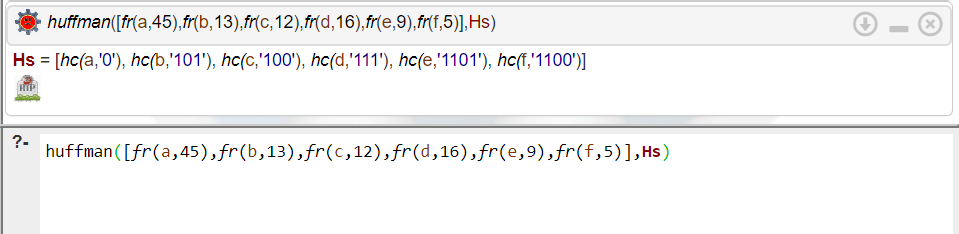 huffman([fr(a,45),fr(b,13),fr(c,12),fr(d,16),fr(e,9),fr(f,5)],Hs)
Hs = [hc(a,'0'), hc(b,'101'), hc(c,'100'), hc(d,'111'), hc(e,'1101'), hc(f,'1100')]
RIP
?- huffman([fr(a,45),fr(b,13),fr(c,12),fr(d,16),fr(e,9),fr(f,5)],Hs)